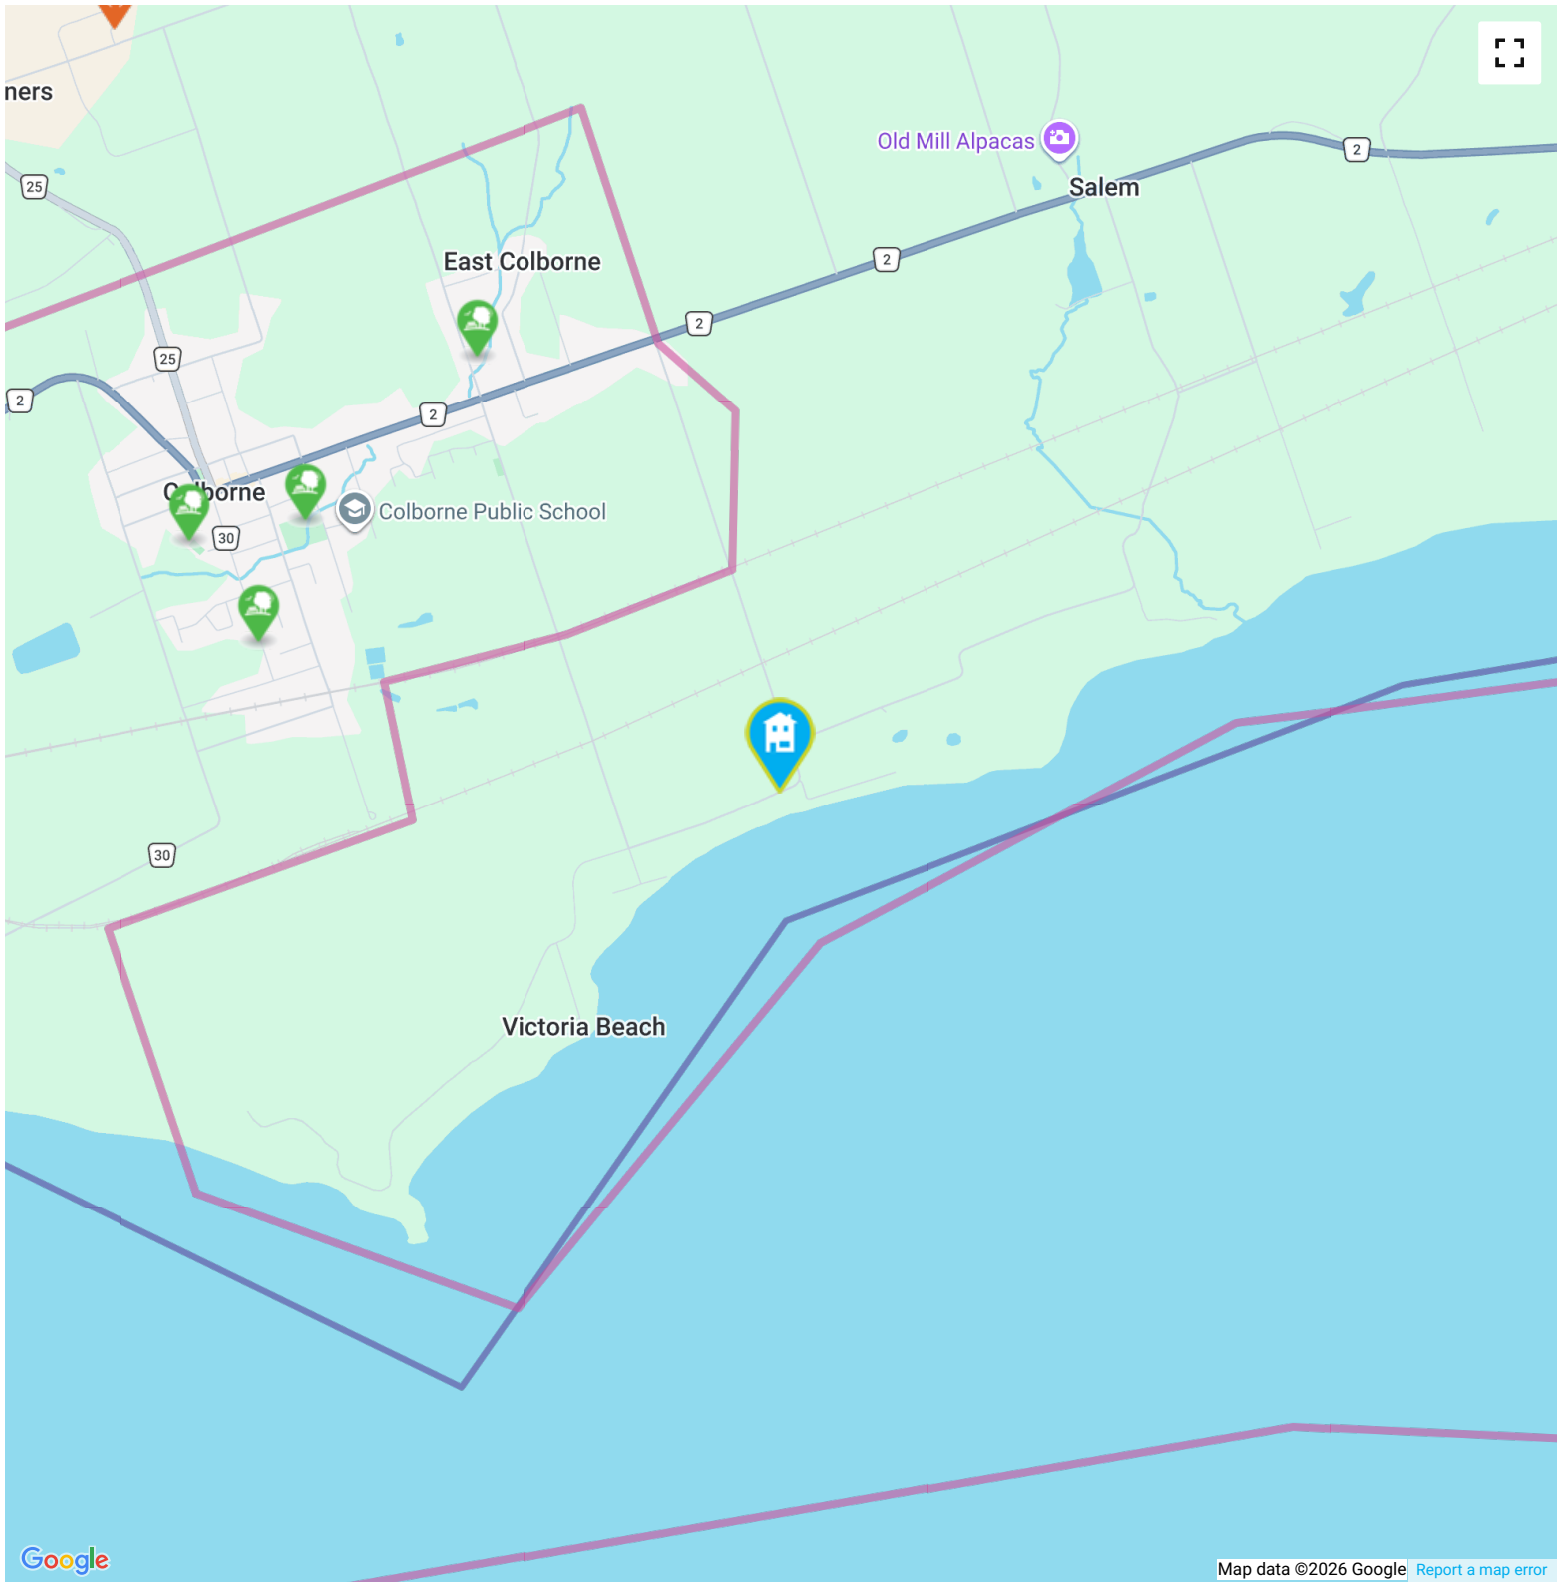 ners
Old Mill Alpacas
2
25
Salem
East Colborne
2
2
25
2
2
Colborne
Colborne Public School
30
30
Victoria Beach
Google
Map data ©2026 Google
Report a map error